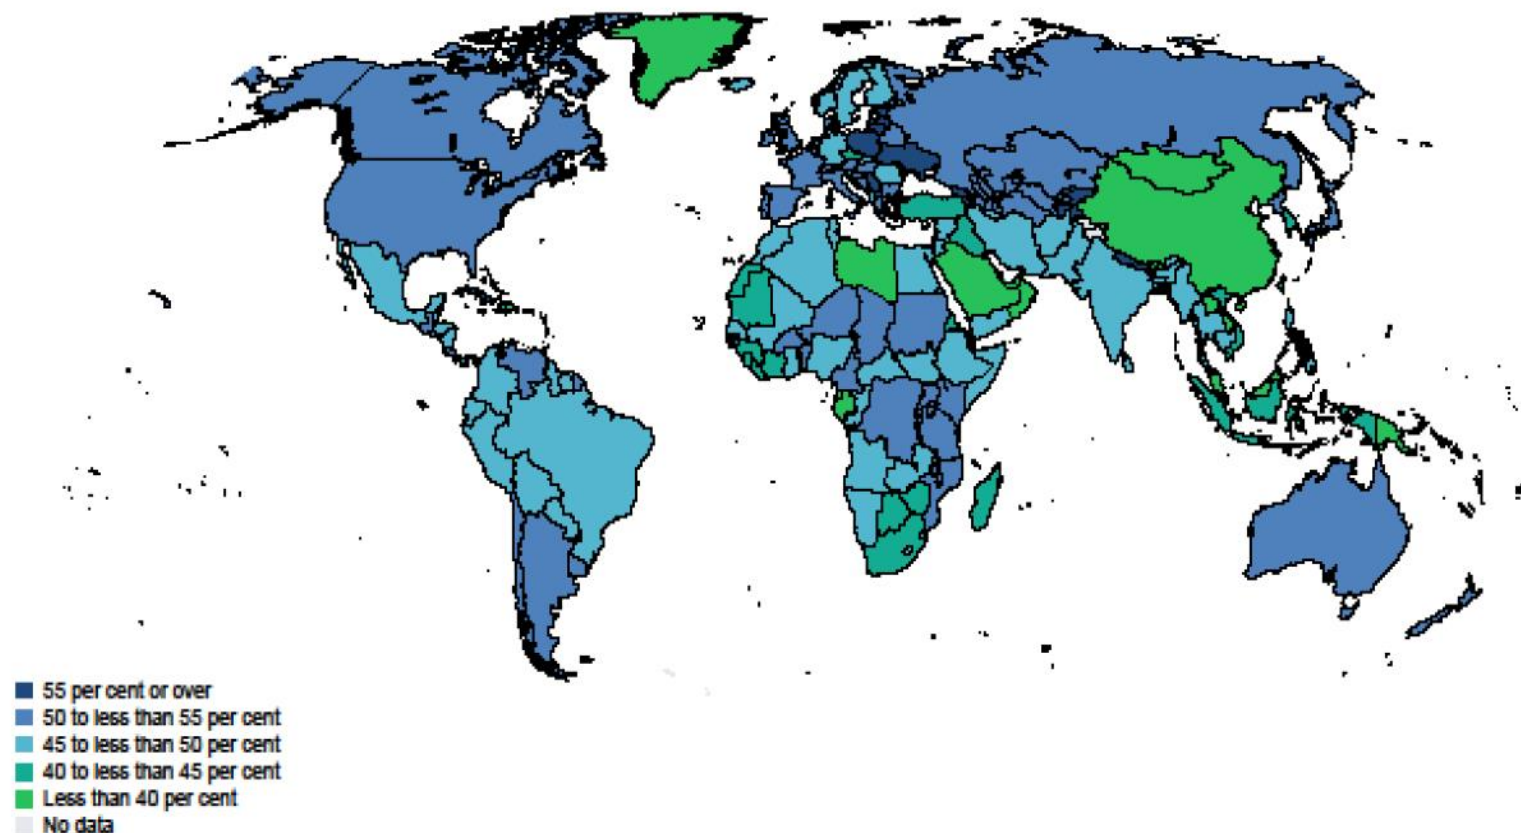 55 per cent or over
50 to less than 55 per cent
45 to less than 50 per cent
40 to less than 45 per cent
Less than 40 per cent
No data